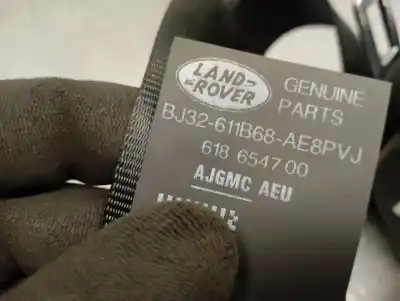 LAND
ROVER
GENUINE
PARTS
BJ32-611B68-AE8PVJ
618 6547 00
AJGMC AEU